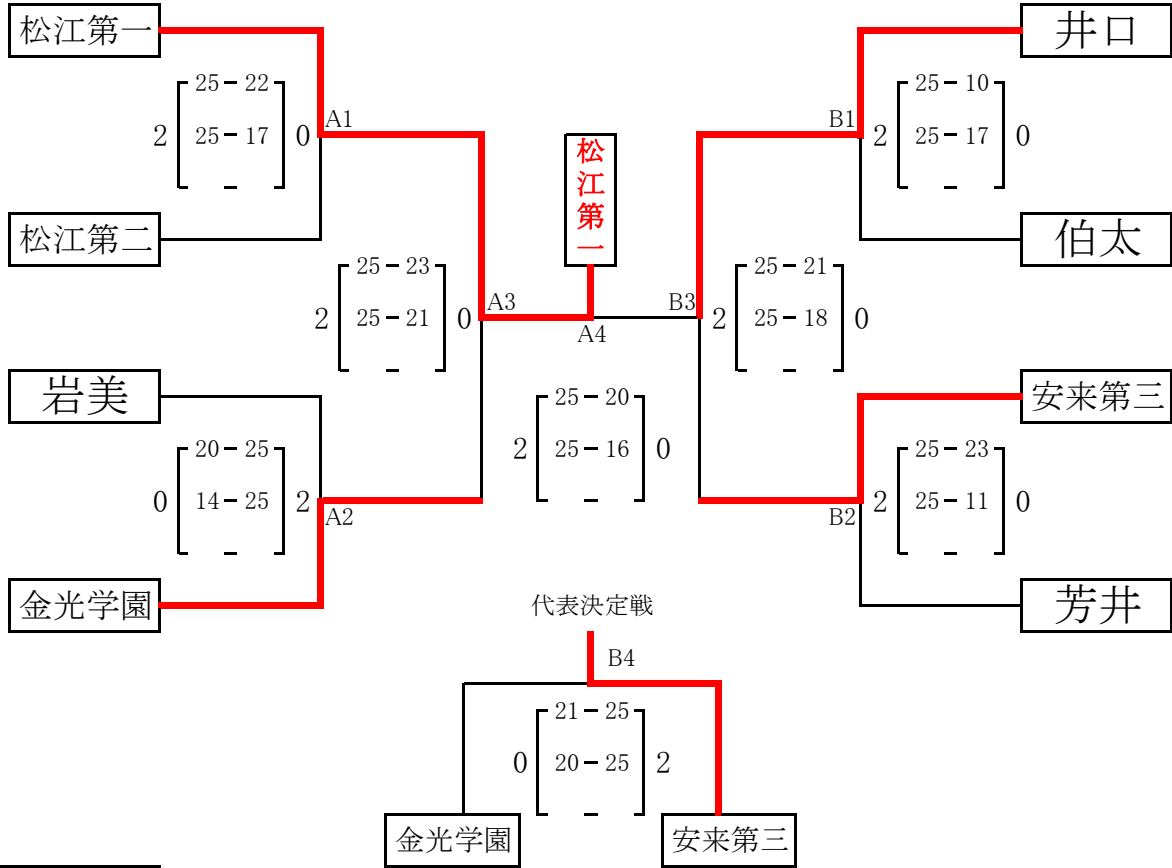 松江第一
井口
25 - 22
25 - 10
A1
B1
2
25 - 17
0
2
25 - 17
0
-
松江第一
-
松江第二
伯太
25 - 23
25 - 21
A3
B3
2
25 - 21
0
2
25 - 18
0
A4
-
-
岩美
安来第三
25 - 20
20 - 25
25 - 23
2
25 - 16
0
0
14 - 25
2
2
25 - 11
0
A2
B2
-
-
-
金光学園
芳井
代表決定戦
B4
21 - 25
0
20 - 25
2
-
金光学園
安来第三